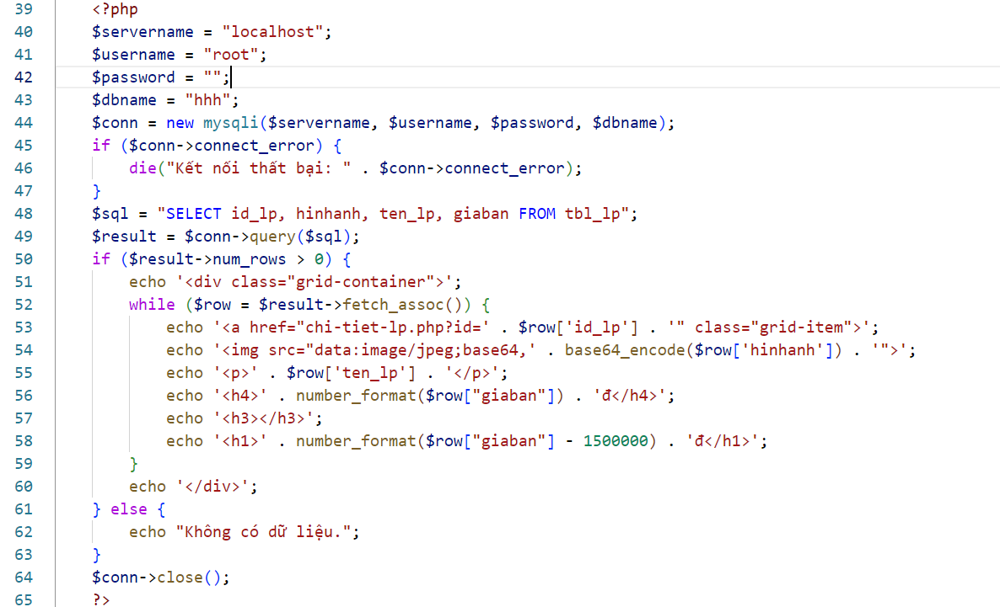 39 <?php
40 $servername = "localhost";
41 $username = "root";
42 $password = "";
43 $dbname = "hhh";
44 $conn = new mysqli($servername, $username, $password, $dbname);
45 if ($conn->connect_error) {
46     die("Kết nối thất bại: " . $conn->connect_error);
47 }
48 $sql = "SELECT id_lp, hinhanh, ten_lp, giaban FROM tbl_lp";
49 $result = $conn->query($sql);
50 if ($result->num_rows > 0) {
51     echo '<div class="grid-container">';
52     while ($row = $result->fetch_assoc()) {
53         echo '<a href="chi-tiet-lp.php?id=' . $row['id_lp'] . '" class="grid-item">';
54         echo '<img src="data:image/jpeg;base64,' . base64_encode($row['hinhanh']) . '">';
55         echo '<p>' . $row['ten_lp'] . '</p>';
56         echo '<h4>' . number_format($row["giaban"]) . 'đ</h4>';
57         echo '<h3></h3>';
58         echo '<h1>' . number_format($row["giaban"] - 1500000) . 'đ</h1>';
59     }
60     echo '</div>';
61 } else {
62     echo "Không có dữ liệu.";
63 }
64 $conn->close();
65 ?>